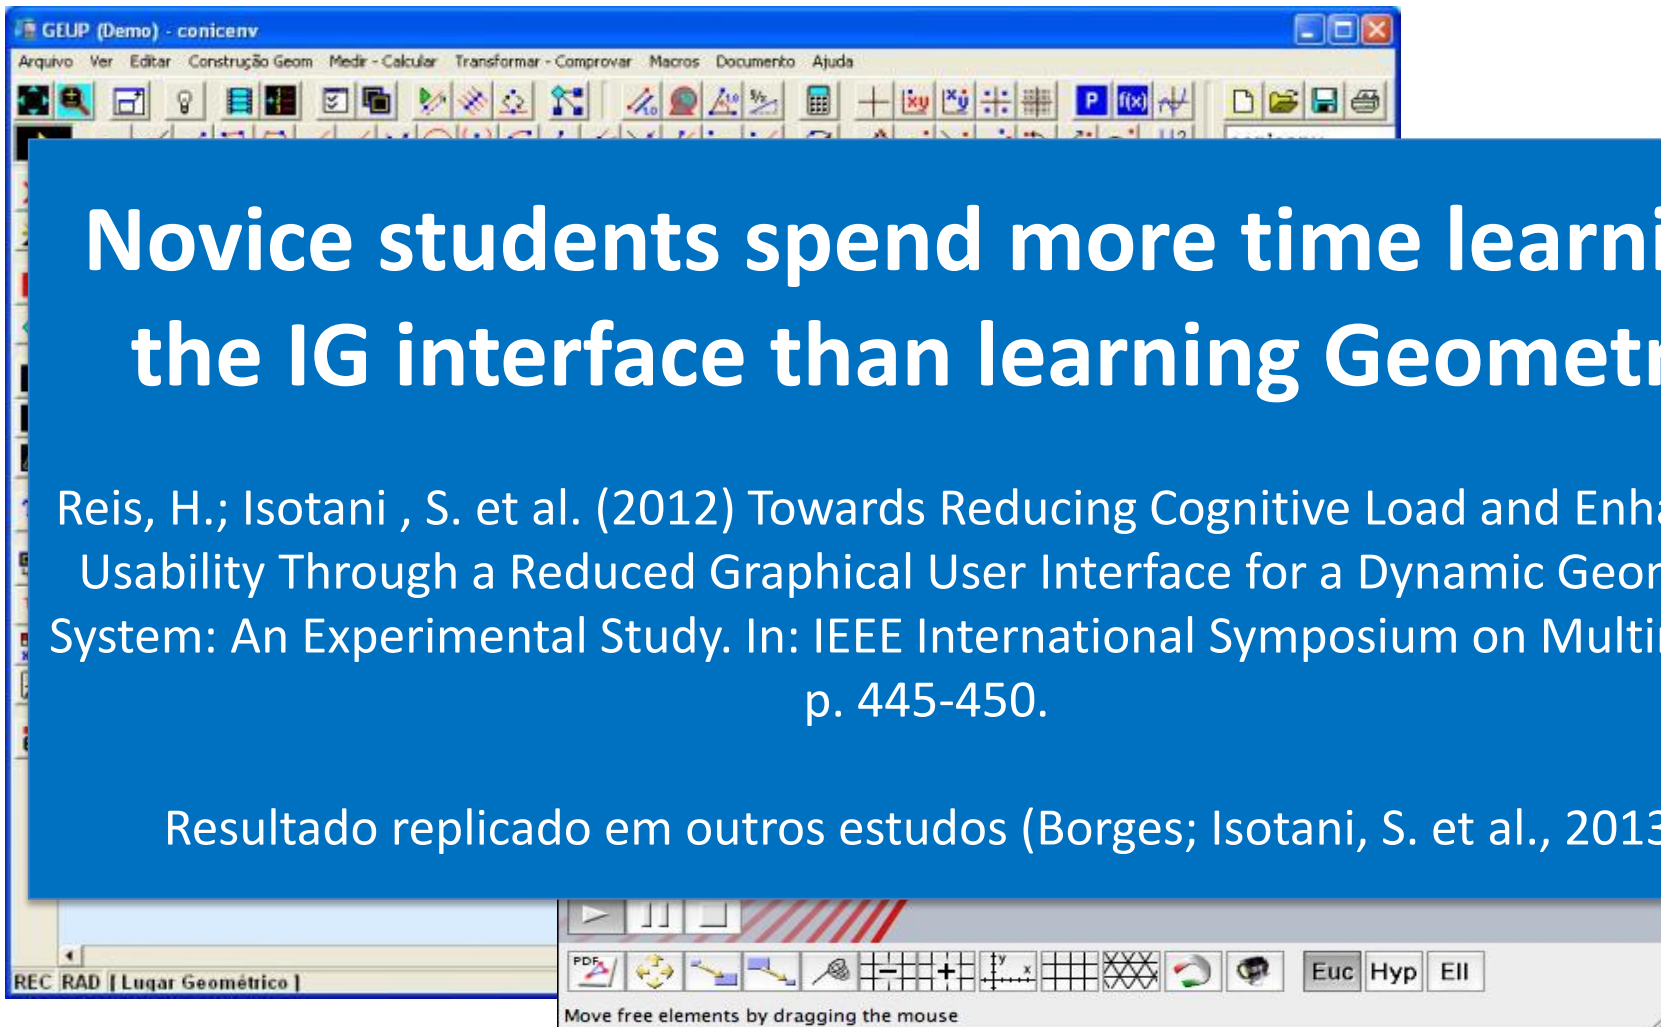 GEUP (Demo) - conicenv
Arquivo Ver Editar Construção Geom Medir - Calcular Transformar - Comprovar Macros Documento Ajuda
P f(x)
Novice students spend more time learni
the IG interface than learning Geometr
Reis, H.; Isotani , S. et al. (2012) Towards Reducing Cognitive Load and Enha
Usability Through a Reduced Graphical User Interface for a Dynamic Geor
System: An Experimental Study. In: IEEE International Symposium on Multi
p. 445-450.
Resultado replicado em outros estudos (Borges; Isotani, S. et al., 2013
PDF
Euc Hyp Ell
REC RAD [ Lugar Geométrico ]
Move free elements by dragging the mouse